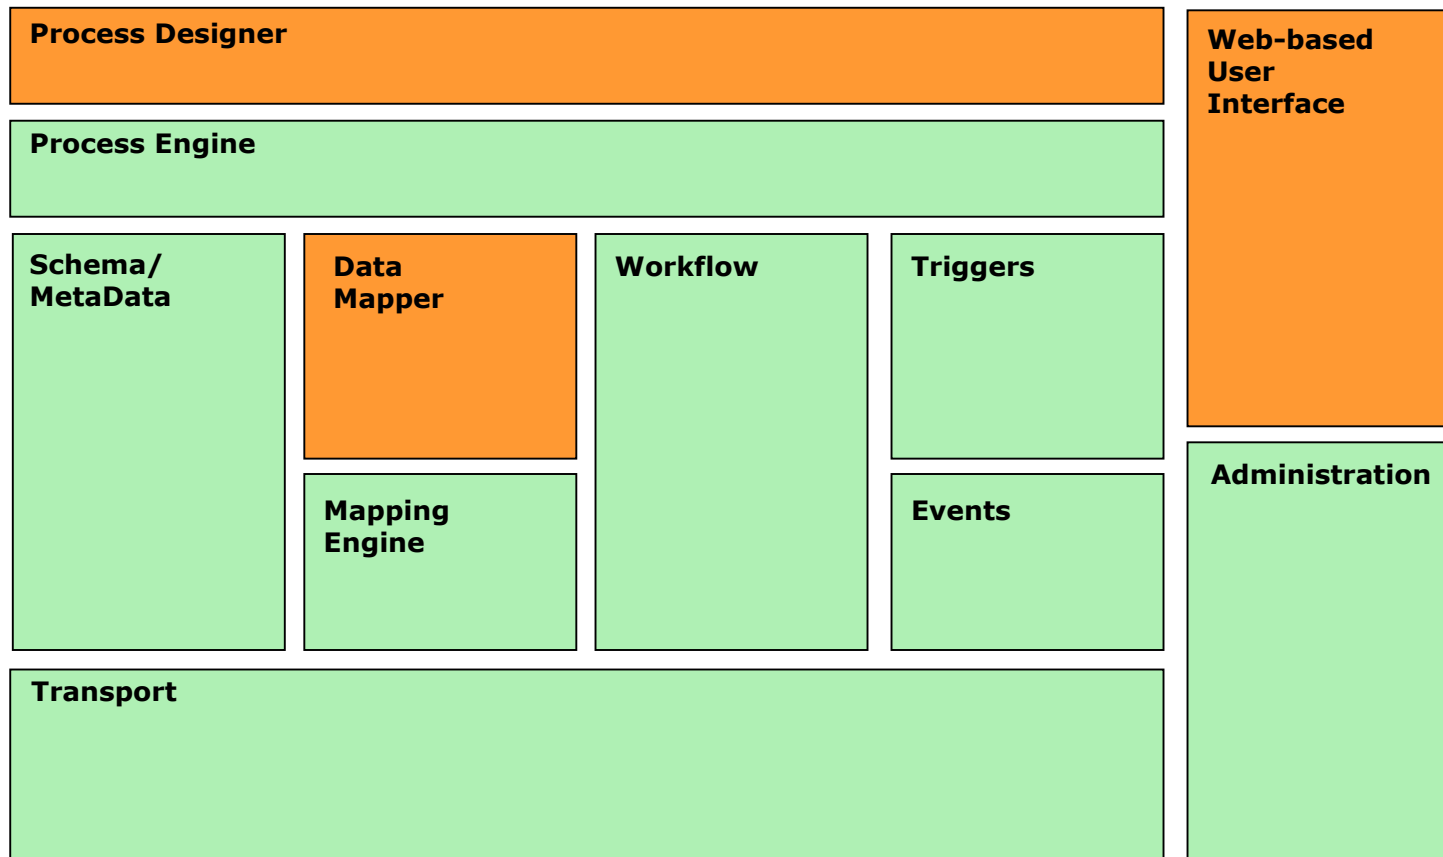 Process Designer
Web-based
User
Interface
Process Engine
Schema/
MetaData
Data
Mapper
Workflow
Triggers
Mapping
Engine
Events
Administration
Transport